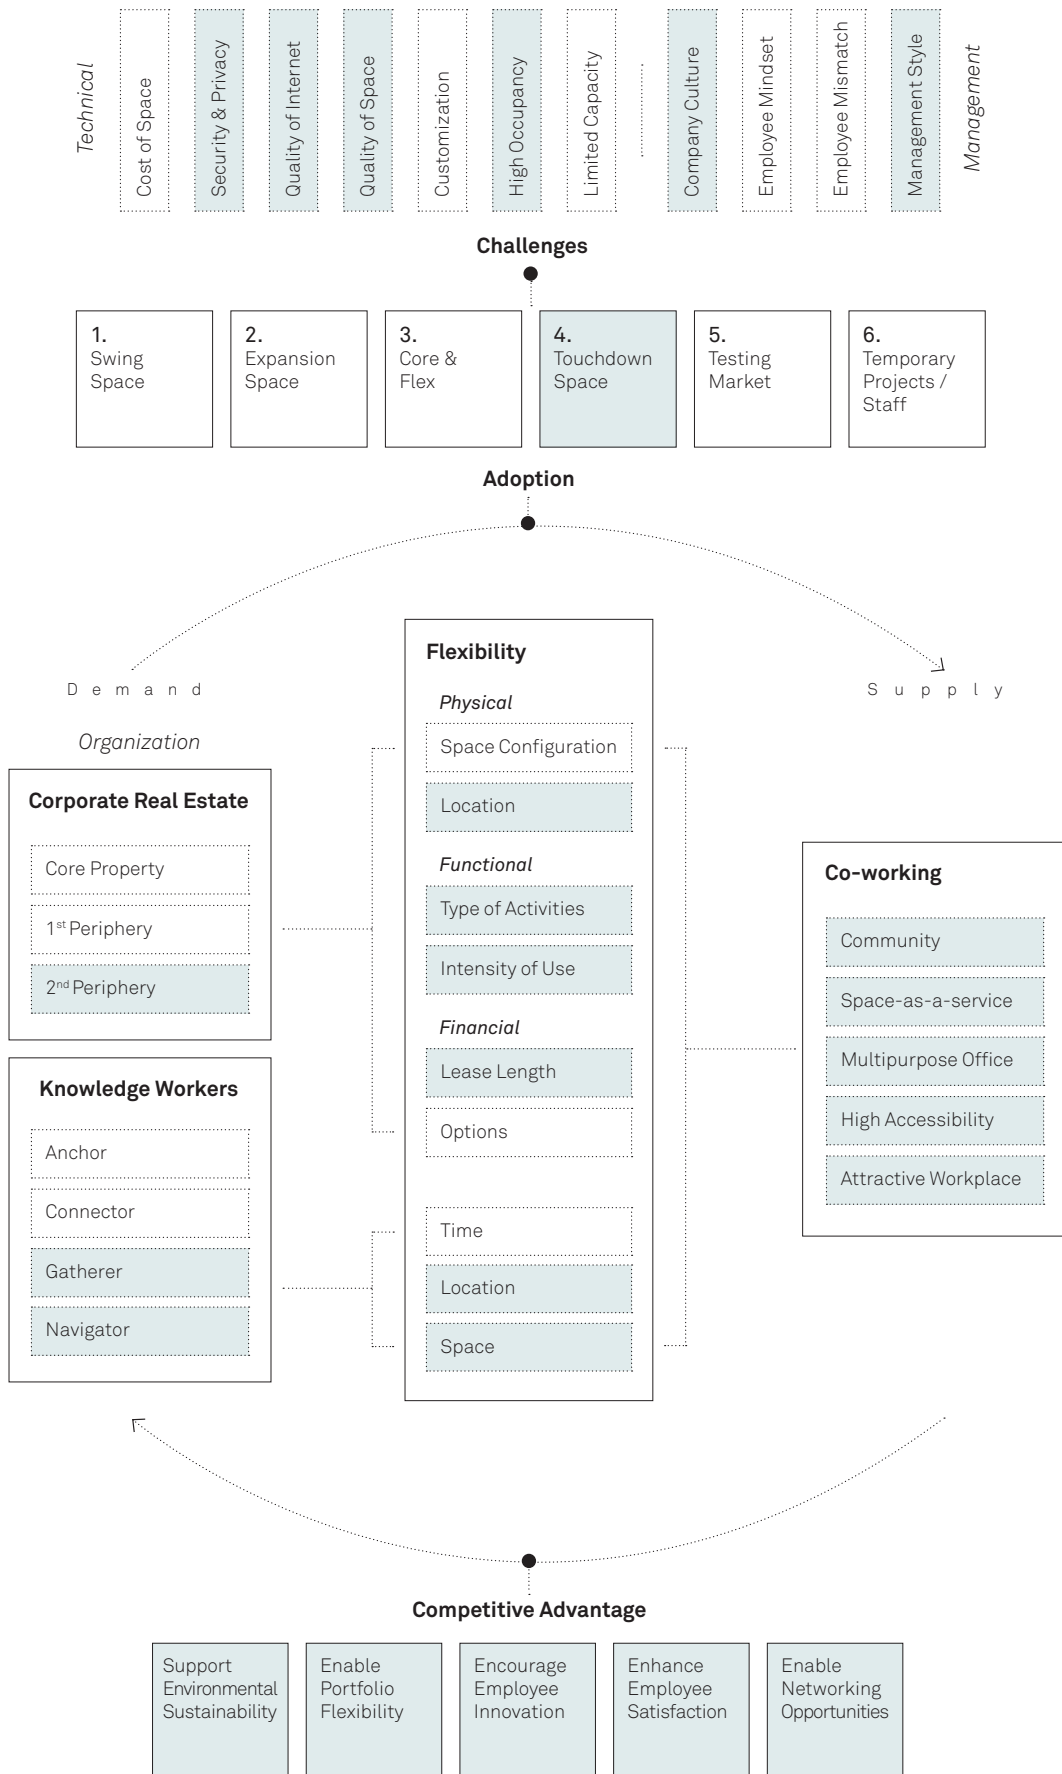 Technical
Cost of Space
Security & Privacy
Quality of Internet
Quality of Space
Customization
High Occupancy
Limited Capacity
Company Culture
Employee Mindset
Employee Mismatch
Management Style
Management
Challenges
1.
Swing
Space
2.
Expansion
Space
3.
Core &
Flex
4.
Touchdown
Space
5.
Testing
Market
6.
Temporary
Projects /
Staff
Adoption
Demand
Supply
Organization
Corporate Real Estate
Core Property
1st Periphery
2nd Periphery
Knowledge Workers
Anchor
Connector
Gatherer
Navigator
Flexibility
Physical
Space Configuration
Location
Functional
Type of Activities
Intensity of Use
Financial
Lease Length
Options
Time
Location
Space
Co-working
Community
Space-as-a-service
Multipurpose Office
High Accessibility
Attractive Workplace
Competitive Advantage
Support
Environmental
Sustainability
Enable
Portfolio
Flexibility
Encourage
Employee
Innovation
Enhance
Employee
Satisfaction
Enable
Networking
Opportunities